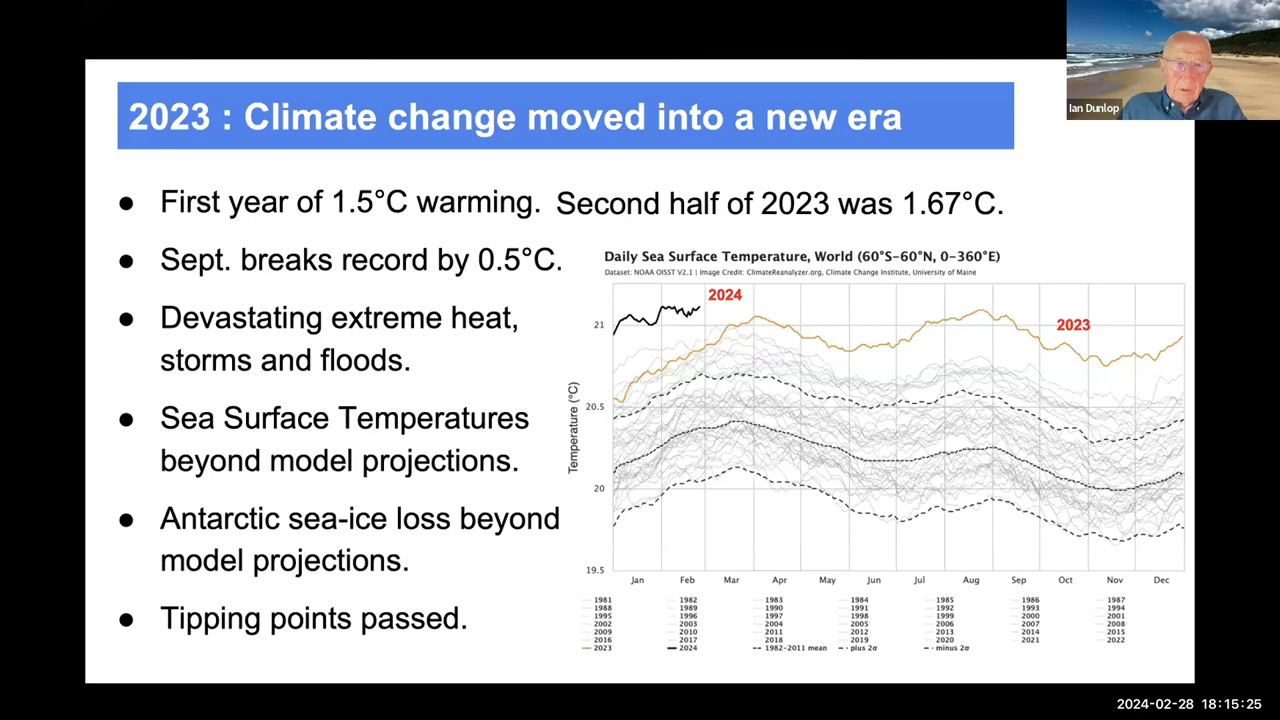 2023 : Climate change moved into a new era
Ian Dunlop
● First year of 1.5°C warming. Second half of 2023 was 1.67°C.
● Sept. breaks record by 0.5°C.
● Devastating extreme heat,
storms and floods.
● Sea Surface Temperatures
beyond model projections.
● Antarctic sea-ice loss beyond
model projections.
● Tipping points passed.
Daily Sea Surface Temperature, World (60°S–60°N, 0–360°E)
Dataset: NOAA OISST V2.1 | Image Credit: ClimateReanalyzer.org, Climate Change Institute, University of Maine
2024
2023
Temperature (°C)
21
20.5
20
19.5
Jan Feb Mar Apr May Jun Jul Aug Sep Oct Nov Dec
1981 1982 1983 1984 1985 1986 1987
1988 1989 1990 1991 1992 1993 1994
1995 1996 1997 1998 1999 2000 2001
2002 2003 2004 2005 2006 2007 2008
2009 2010 2011 2012 2013 2014 2015
2016 2017 2018 2019 2020 2021 2022
2023 2024 1982–2011 mean plus 2σ minus 2σ
2024-02-28 18:15:25